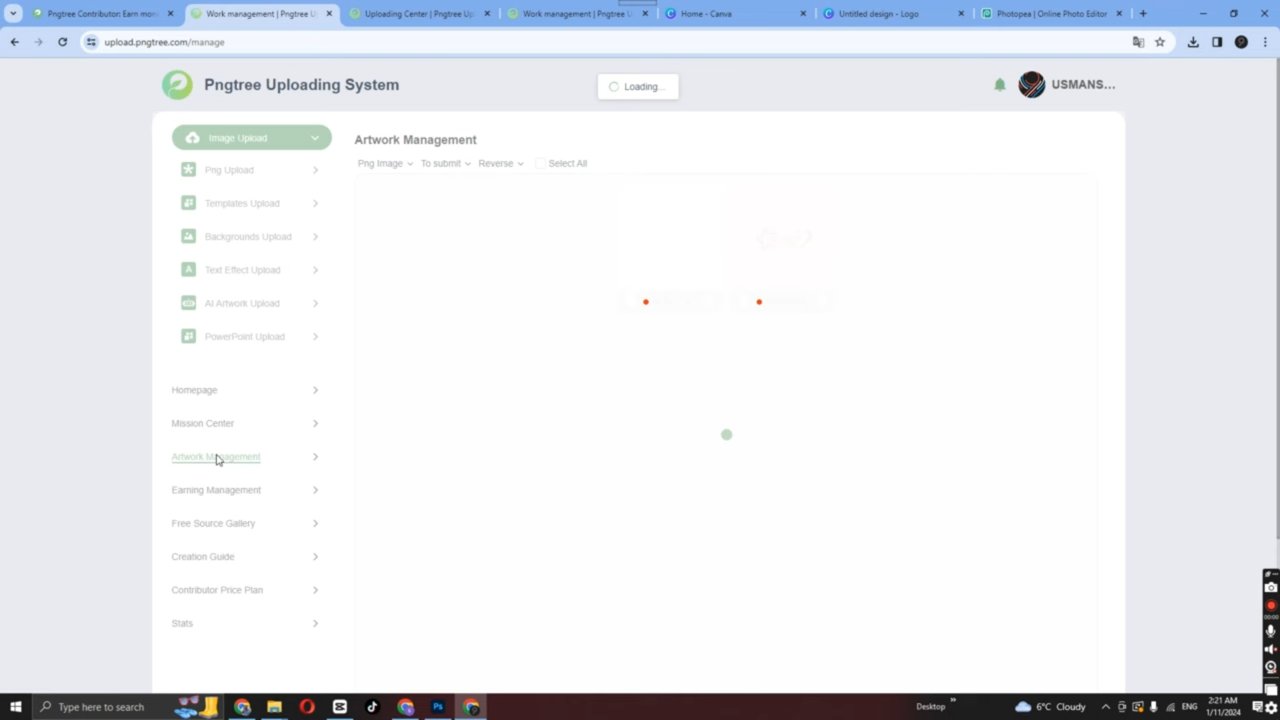 Pngtree Contributor: Earn mone
Work management | Pngtree U
Uploading Center | Pngtree Up
Work management | Pngtree U
Home - Canva
Untitled design - Logo
Photopea | Online Photo Editor
upload.pngtree.com/manage
Pngtree Uploading System
Loading...
USMANS...
Image Upload
Artwork Management
Png Image
To submit
Reverse
Select All
Png Upload
Templates Upload
Backgrounds Upload
Text Effect Upload
AI Artwork Upload
PowerPoint Upload
Homepage
Mission Center
Artwork Management
Earning Management
Free Source Gallery
Creation Guide
Contributor Price Plan
Stats
00:00
Type here to search
Desktop
6°C Cloudy
2:21 AM
1/11/2024